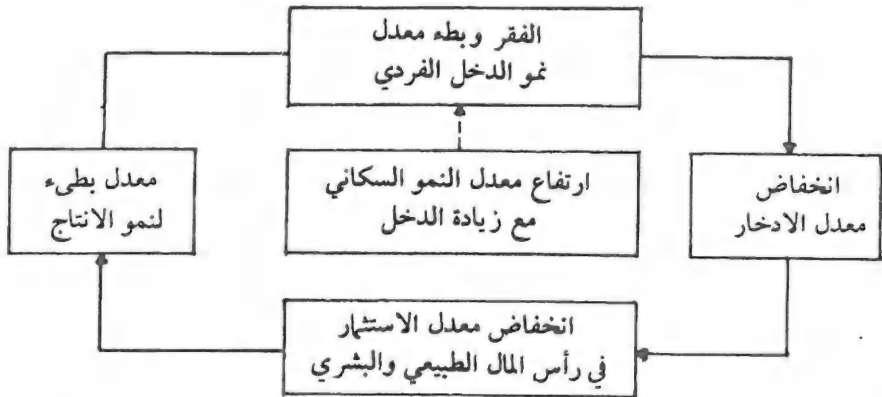 الفقر وبطء معدل
نمو الدخل الفردي
انخفاض
معدل الادخار
ارتفاع معدل النمو السكاني
مع زيادة الدخل
معدل بطىء
لنمو الانتاج
انخفاض معدل الاستثمار
في رأس المال الطبيعي والبشري